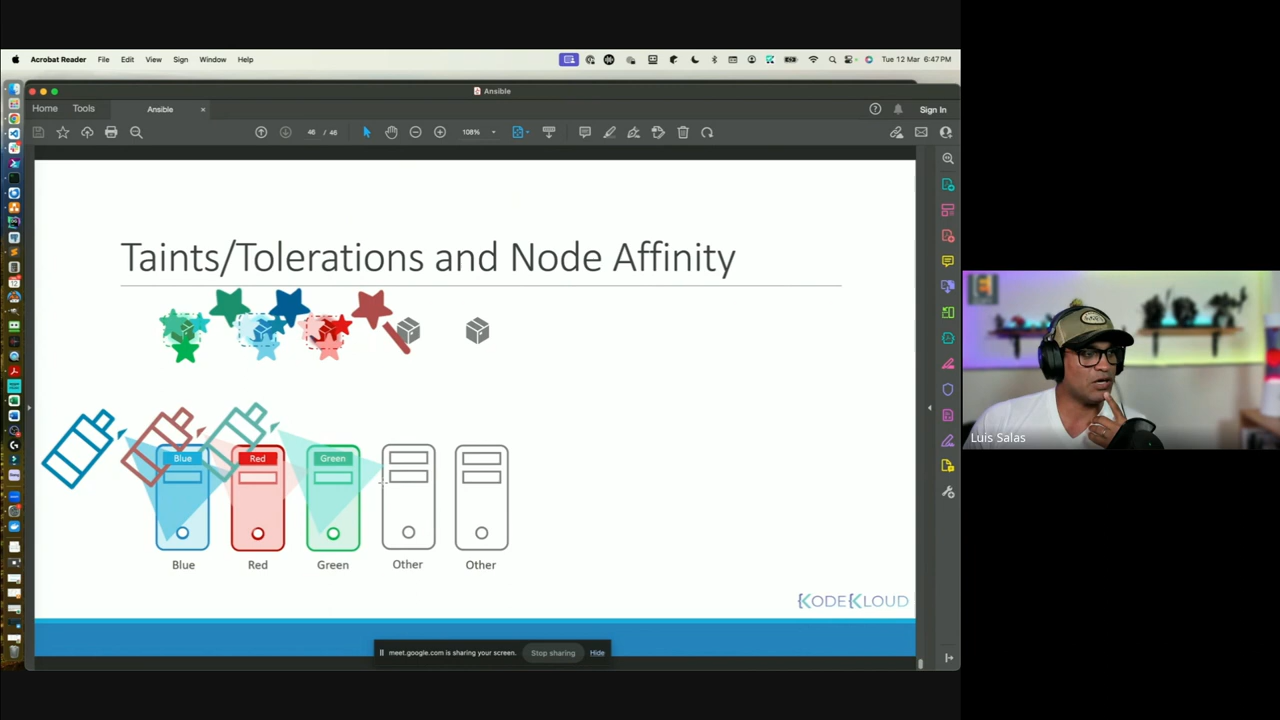 Acrobat Reader File Edit View Sign Window Help Tue 12 Mar 6:47 PM
Ansible
Home Tools Ansible × Sign In
46 / 46 108%
Taints/Tolerations and Node Affinity
Blue Red Green
Blue Red Green Other Other
KODEKLOUD
meet.google.com is sharing your screen. Stop sharing Hide
Luis Salas